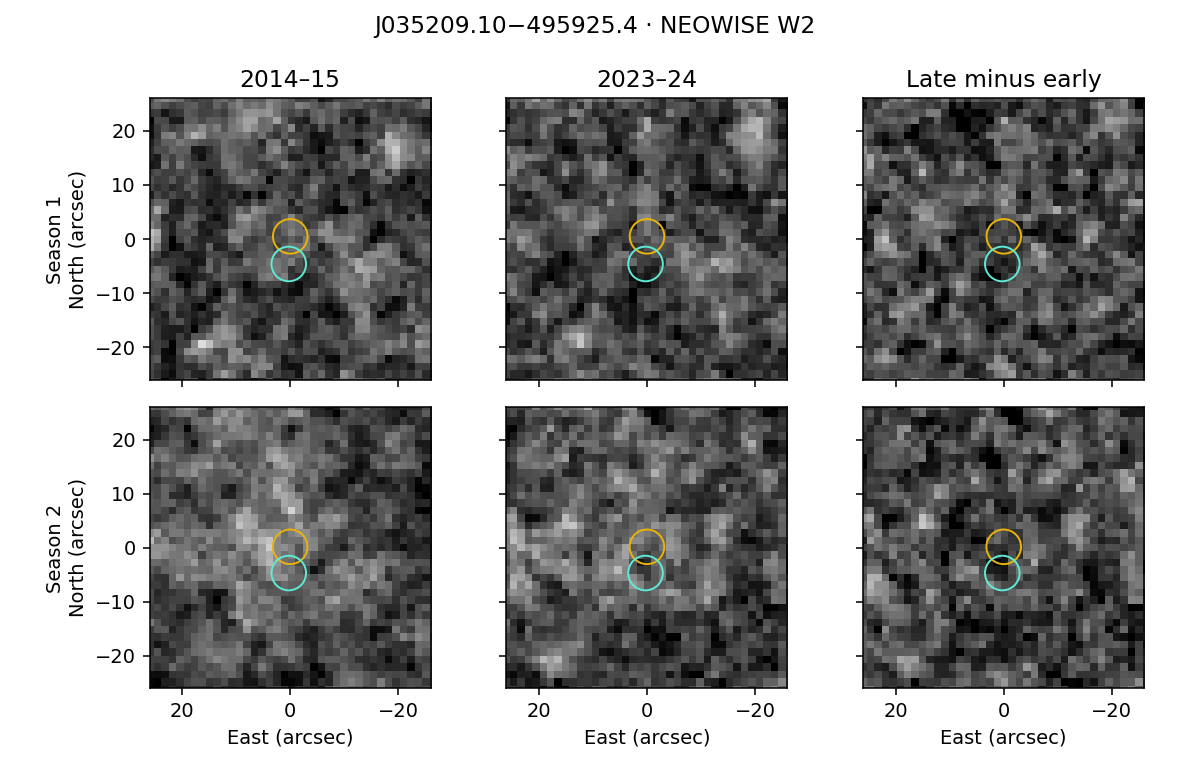 J035209.10−495925.4 · NEOWISE W2
2014–15
2023–24
Late minus early
Season 1
North (arcsec)
20
10
0
−10
−20
Season 2
North (arcsec)
20
10
0
−10
−20
20
0
−20
20
0
−20
20
0
−20
East (arcsec)
East (arcsec)
East (arcsec)